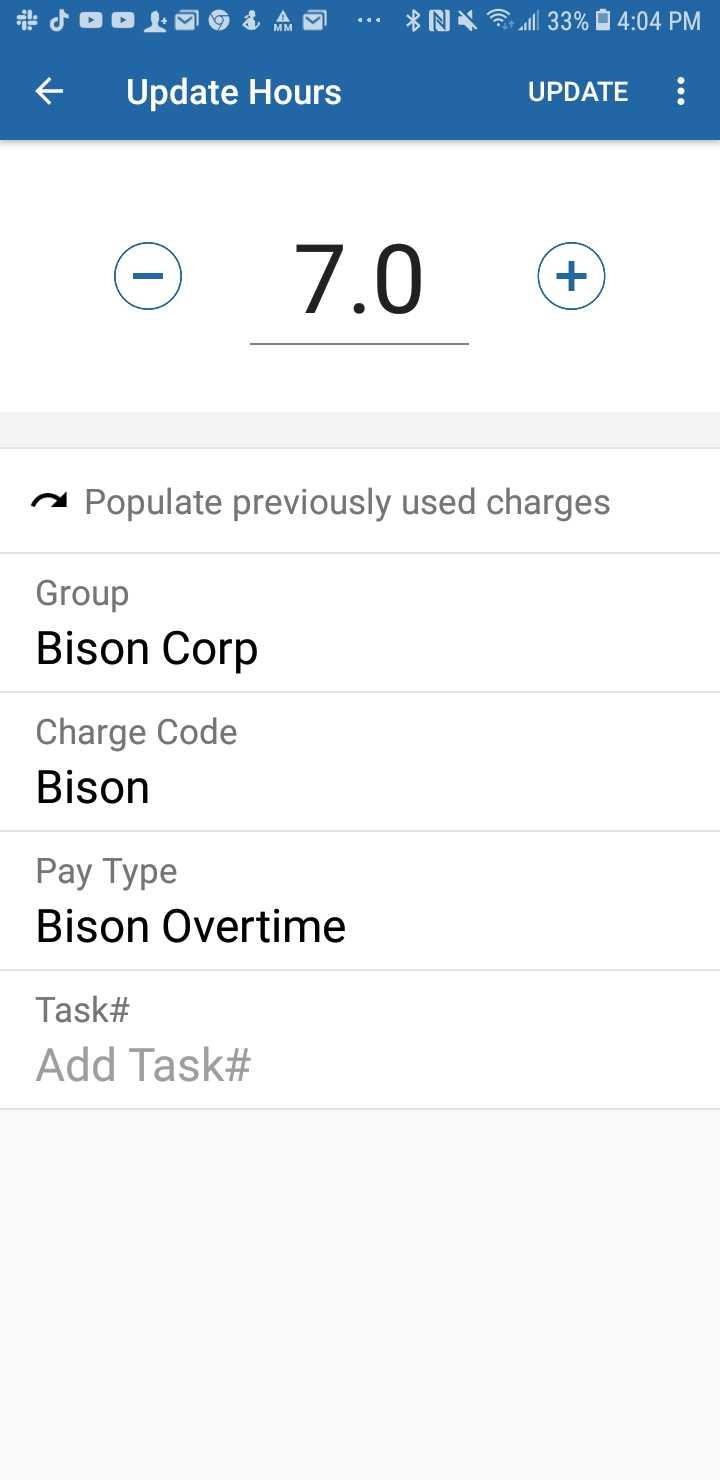 33% 4:04 PM
Update Hours UPDATE
7.0
Populate previously used charges
Group
Bison Corp
Charge Code
Bison
Pay Type
Bison Overtime
Task#
Add Task#